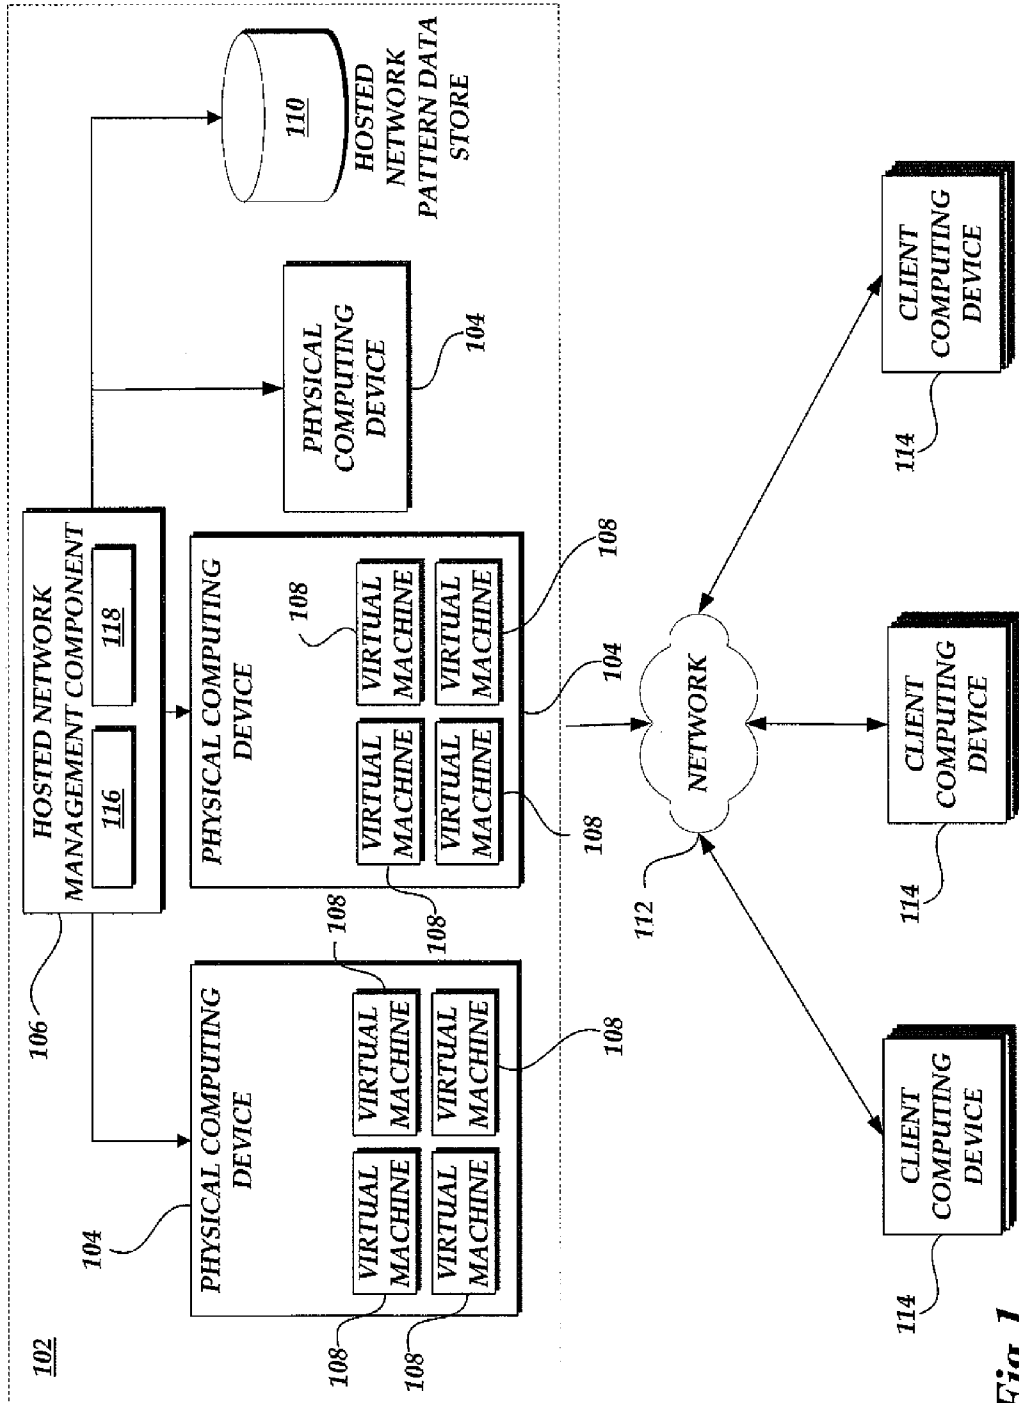 102
106
HOSTED NETWORK
MANAGEMENT COMPONENT
116
118
104
PHYSICAL COMPUTING
DEVICE
VIRTUAL
MACHINE
VIRTUAL
MACHINE
VIRTUAL
MACHINE
VIRTUAL
MACHINE
108
108
108
108
PHYSICAL COMPUTING
DEVICE
VIRTUAL
MACHINE
VIRTUAL
MACHINE
VIRTUAL
MACHINE
VIRTUAL
MACHINE
108
108
108
108
104
PHYSICAL
COMPUTING
DEVICE
104
110
HOSTED
NETWORK
PATTERN DATA
STORE
NETWORK
112
CLIENT
COMPUTING
DEVICE
114
CLIENT
COMPUTING
DEVICE
114
CLIENT
COMPUTING
DEVICE
114
Fig. 1